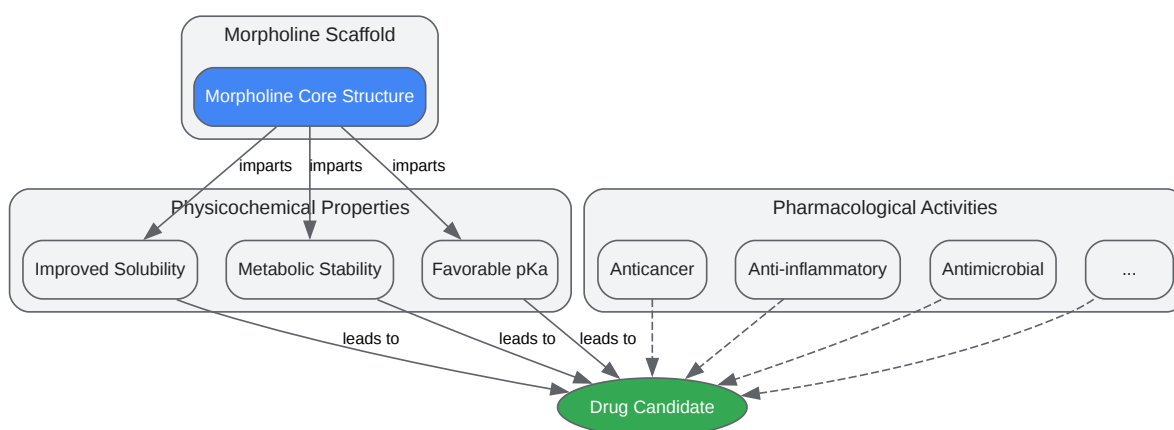 Morpholine Scaffold
Morpholine Core Structure
imparts
imparts
imparts
Physicochemical Properties
Pharmacological Activities
Improved Solubility
Metabolic Stability
Favorable pKa
Anticancer
Anti-inflammatory
Antimicrobial
...
leads to
leads to
leads to
Drug Candidate